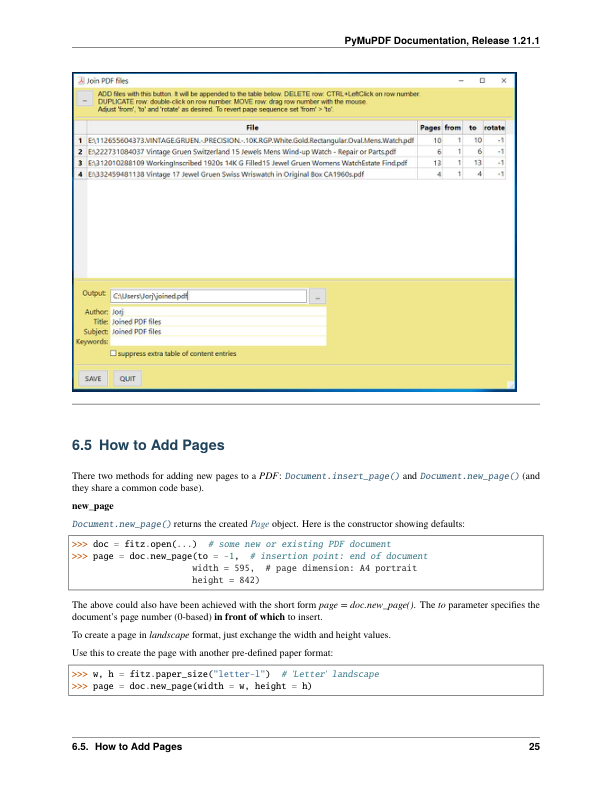 PyMuPDF Documentation, Release 1.21.1
Join PDF files
... ADD files with this button. It will be appended to the table below. DELETE row: CTRL+LeftClick on row number.
DUPLICATE row: double-click on row number. MOVE row: drag row number with the mouse.
Adjust 'from', 'to' and 'rotate' as desired. To revert page sequence set 'from' > 'to'.
File Pages from to rotate
1 E:\112655604373.VINTAGE.GRUEN.-.PRECISION.-.10K.RGP.White.Gold.Rectangular.Oval.Mens.Watch.pdf 10 1 10 -1
2 E:\222731084037 Vintage Gruen Switzerland 15 Jewels Mens Wind-up Watch - Repair or Parts.pdf 6 1 6 -1
3 E:\312010288109 WorkingInscribed 1920s 14K G Filled15 Jewel Gruen Womens WatchEstate Find.pdf 13 1 13 -1
4 E:\332459481138 Vintage 17 Jewel Gruen Swiss Wriswatch in Original Box CA1960s.pdf 4 1 4 -1
Output: C:\Users\Jorj\joined.pdf ...
Author: Jorj
Title: Joined PDF files
Subject: Joined PDF files
Keywords:
suppress extra table of content entries
SAVE QUIT
6.5 How to Add Pages
There two methods for adding new pages to a PDF: Document.insert_page() and Document.new_page() (and
they share a common code base).
new_page
Document.new_page() returns the created Page object. Here is the constructor showing defaults:
>>> doc = fitz.open(...) # some new or existing PDF document
>>> page = doc.new_page(to = -1, # insertion point: end of document
width = 595, # page dimension: A4 portrait
height = 842)
The above could also have been achieved with the short form page = doc.new_page(). The to parameter specifies the
document's page number (0-based) in front of which to insert.
To create a page in landscape format, just exchange the width and height values.
Use this to create the page with another pre-defined paper format:
>>> w, h = fitz.paper_size("letter-l") # 'Letter' landscape
>>> page = doc.new_page(width = w, height = h)
6.5. How to Add Pages 25